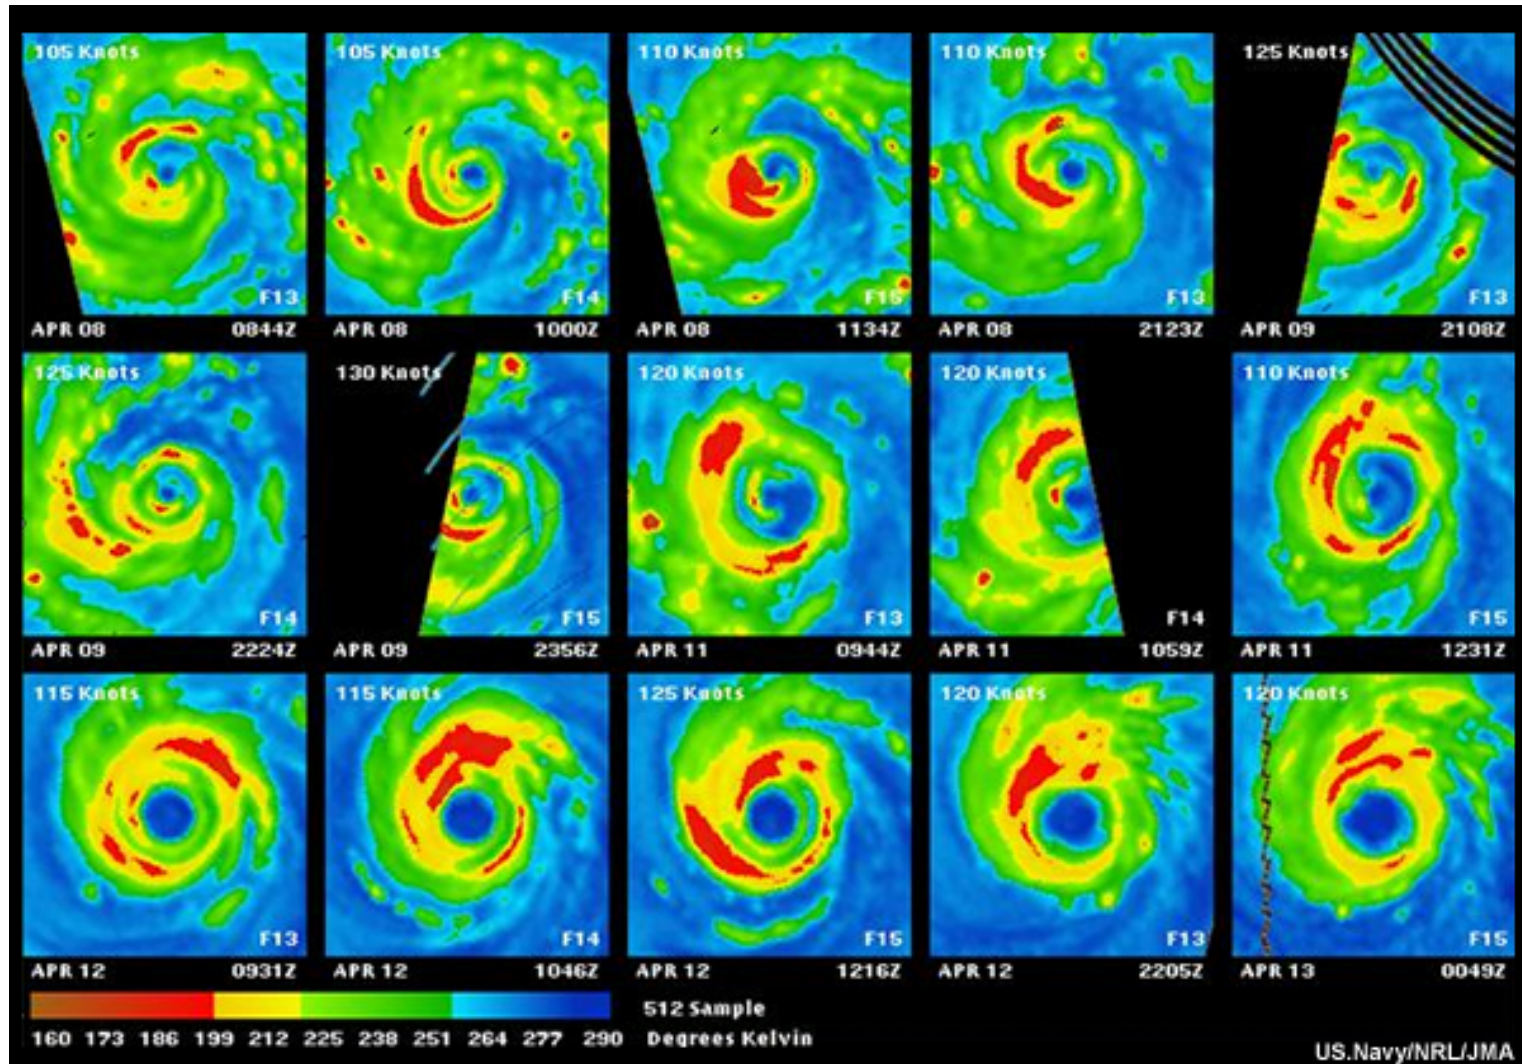 105 Knots
F13
APR 08 0844Z
105 Knots
F14
APR 08 1000Z
110 Knots
F15
APR 08 1134Z
110 Knots
F13
APR 08 2123Z
125 Knots
F13
APR 09 2108Z
125 Knots
F14
APR 09 2224Z
130 Knots
F15
APR 09 2356Z
120 Knots
F13
APR 11 0944Z
120 Knots
F14
APR 11 1059Z
110 Knots
F15
APR 11 1231Z
115 Knots
F13
APR 12 0931Z
115 Knots
F14
APR 12 1046Z
125 Knots
F15
APR 12 1216Z
120 Knots
F13
APR 12 2205Z
120 Knots
F15
APR 13 0049Z
512 Sample
160 173 186 199 212 225 238 251 264 277 290 Degrees Kelvin
US.Navy/NRL/JMA